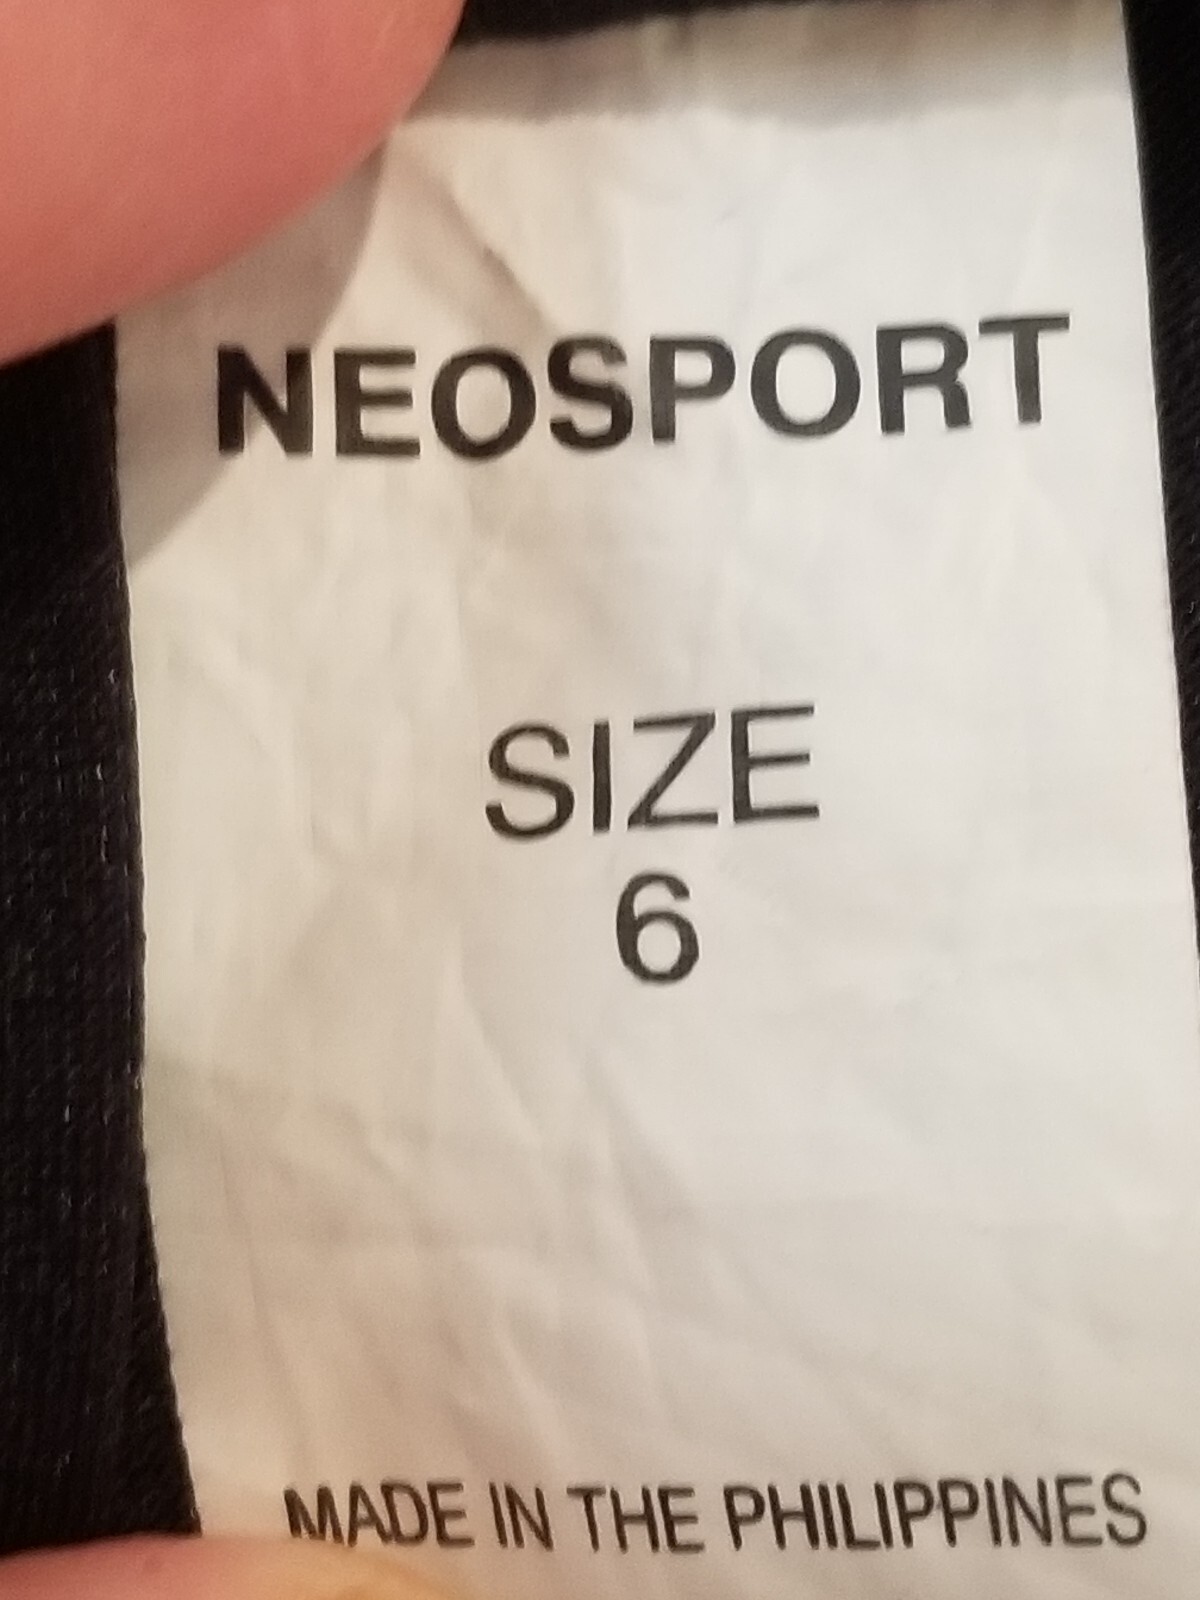 NEOSPORT
SIZE
6
MADE IN THE PHILIPPINES